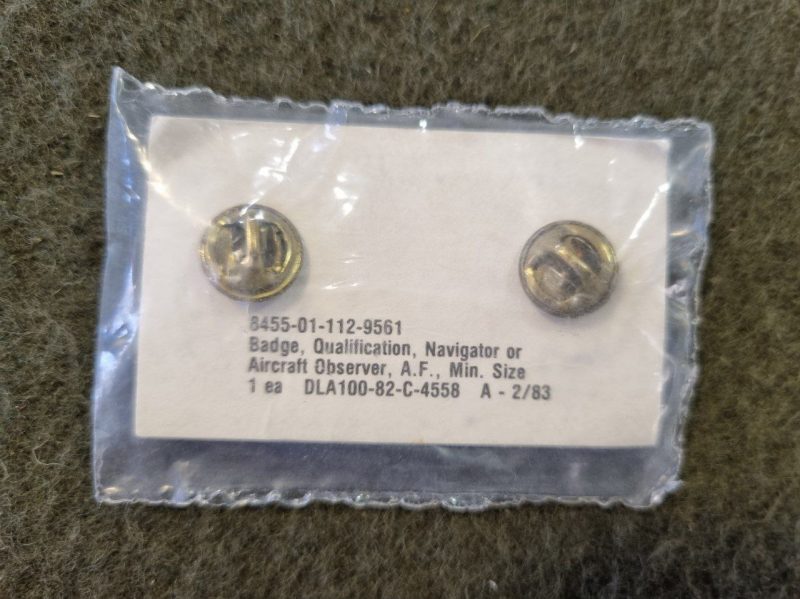 8455-01-112-9561
Badge, Qualification, Navigator or
Aircraft Observer, A.F., Min. Size
1 ea DLA100-82-C-4558 A - 2/83